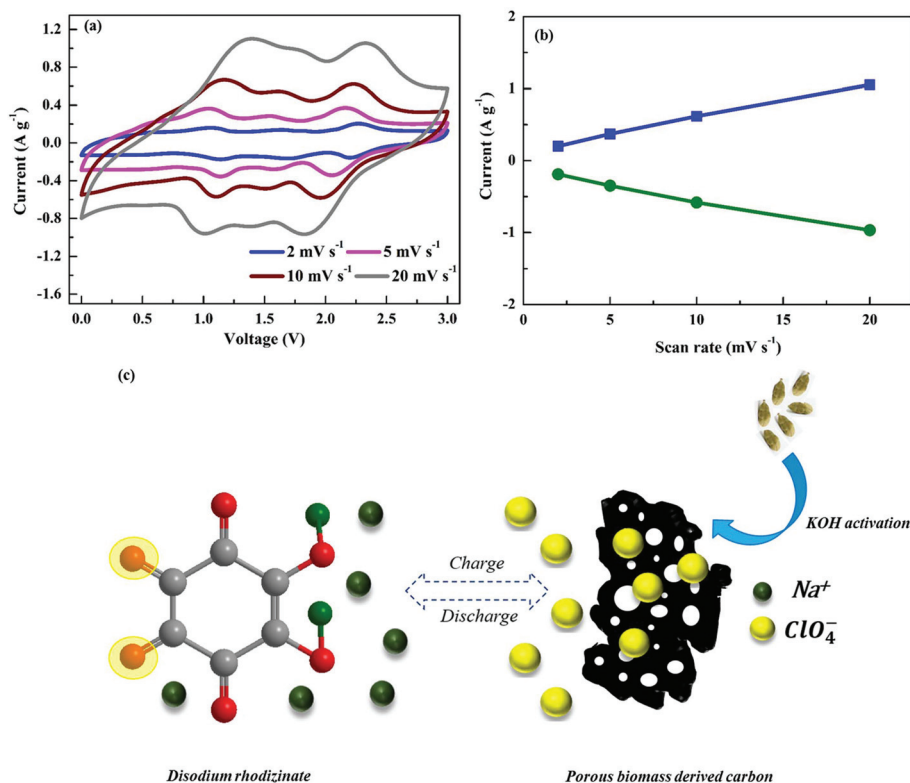 (a)
1.2
0.8
0.4
0.0
-0.4
-0.8
-1.2
-1.6
Current (A g⁻¹)
2 mV s⁻¹ 5 mV s⁻¹
10 mV s⁻¹ 20 mV s⁻¹
0.0 0.5 1.0 1.5 2.0 2.5 3.0
Voltage (V)
(b)
2
1
0
-1
-2
Current (A g⁻¹)
5 10 15 20
Scan rate (mV s⁻¹)
(c)
KOH activation
Charge
Discharge
Na⁺
ClO₄⁻
Disodium rhodizinate
Porous biomass derived carbon